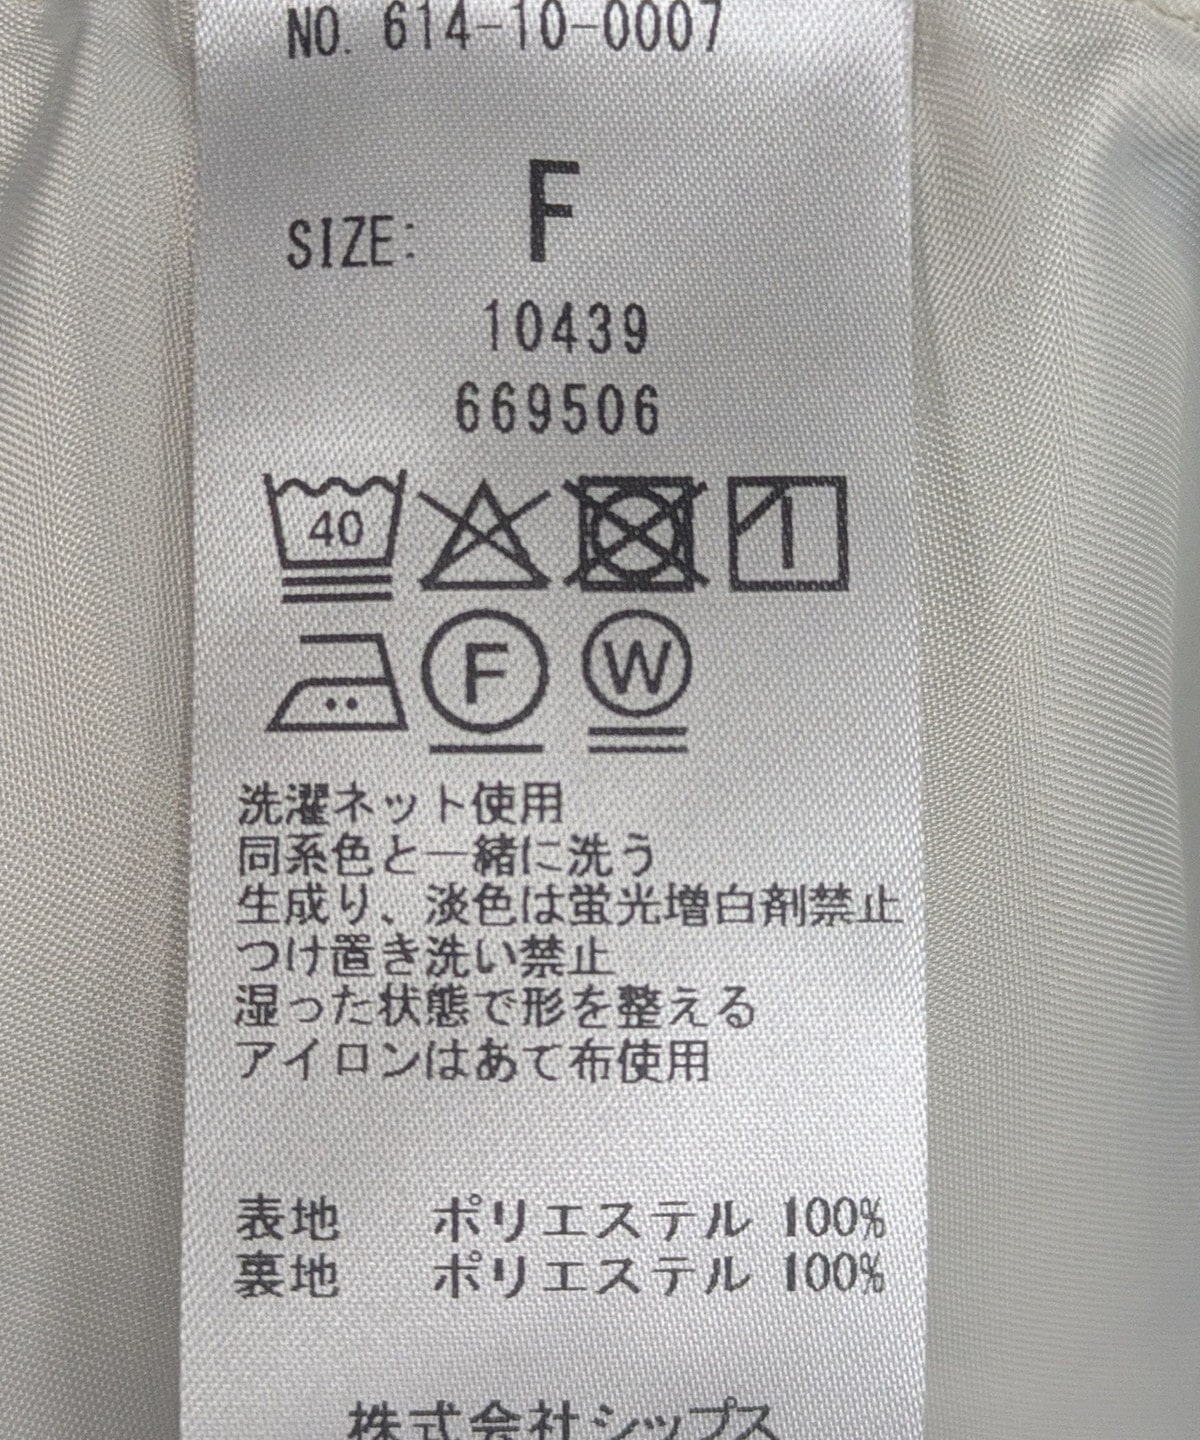 NO. 614-10-0007
SIZE: F
10439
669506
40
F W
洗濯ネット使用
同系色と一緒に洗う
生成り、淡色は蛍光増白剤禁止
つけ置き洗い禁止
湿った状態で形を整える
アイロンはあて布使用
表地 ポリエステル 100%
裏地 ポリエステル 100%
株式会社シップス